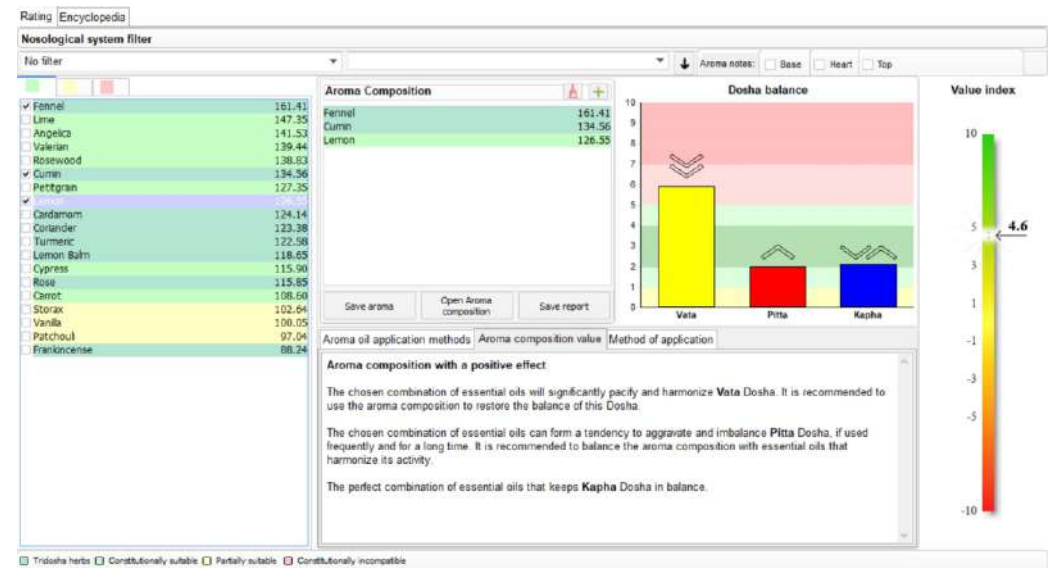 Rating Encyclopedia
Nosological system filter
No filter
Aroma notes: Base Heart Top
Fennel 161.41
Lime 147.35
Angelica 141.53
Valerian 139.44
Rosewood 138.83
Cumin 134.56
Petitgrain 127.35
Lemon 126.55
Cardamom 124.14
Coriander 123.38
Turmeric 122.58
Lemon Balm 118.65
Cypress 115.90
Rose 115.85
Carrot 108.60
Storax 102.64
Vanilla 100.05
Patchouli 97.04
Frankincense 88.24
Aroma Composition
Fennel 161.41
Cumin 134.56
Lemon 126.55
Save aroma
Open Aroma
composition
Save report
Dosha balance
10
9
8
7
6
5
4
3
2
1
0
Vata Pitta Kapha
Value index
10
5
4.6
3
1
-1
-3
-5
-10
Aroma oil application methods Aroma composition value Method of application
Aroma composition with a positive effect
The chosen combination of essential oils will significantly pacify and harmonize Vata Dosha. It is recommended to
use the aroma composition to restore the balance of this Dosha.
The chosen combination of essential oils can form a tendency to aggravate and imbalance Pitta Dosha, if used
frequently and for a long time. It is recommended to balance the aroma composition with essential oils that
harmonize its activity.
The perfect combination of essential oils that keeps Kapha Dosha in balance.
Tridosha herbs Constitutionally suitable Partially suitable Constitutionally incompatible